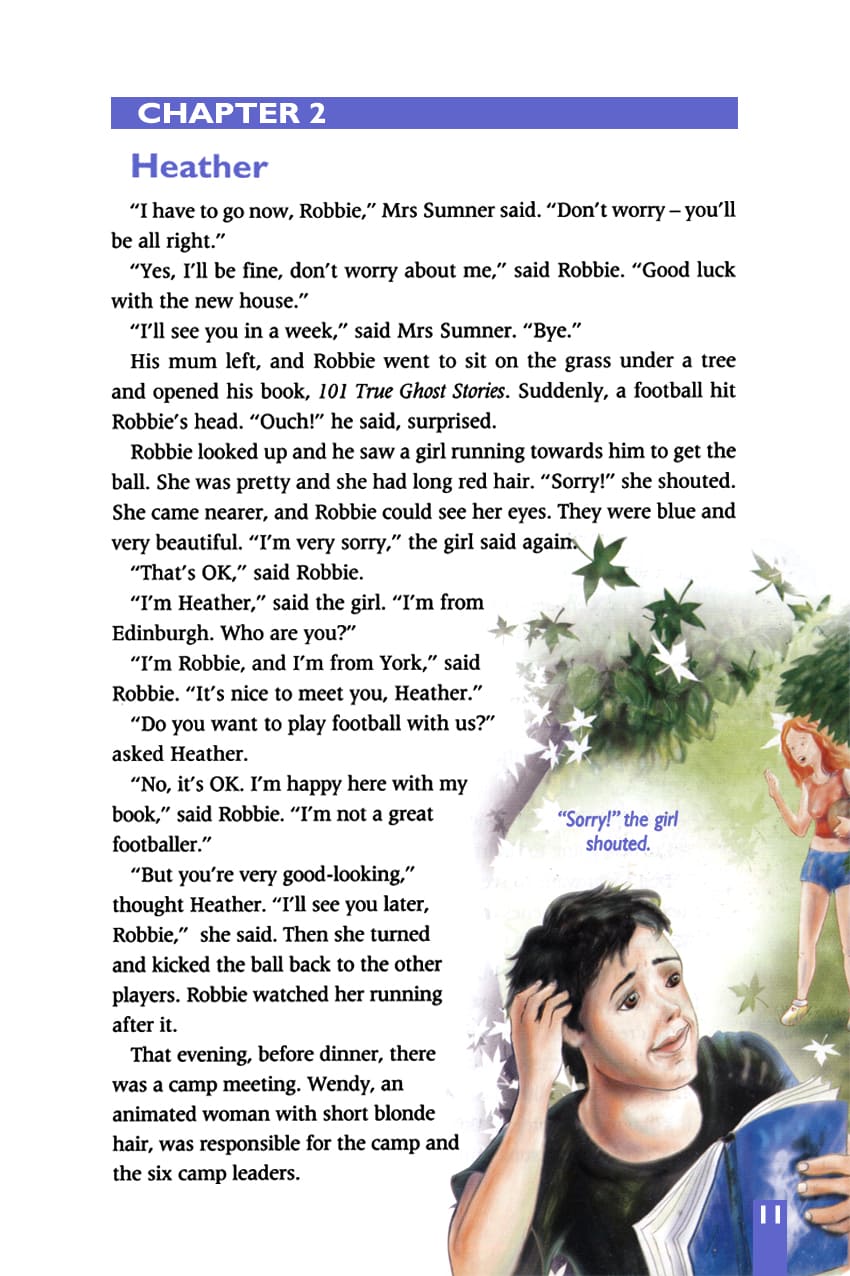 CHAPTER 2
Heather
“I have to go now, Robbie,” Mrs Sumner said. “Don’t worry – you’ll
be all right.”
“Yes, I’ll be fine, don’t worry about me,” said Robbie. “Good luck
with the new house.”
“I’ll see you in a week,” said Mrs Sumner. “Bye.”
His mum left, and Robbie went to sit on the grass under a tree
and opened his book, 101 True Ghost Stories. Suddenly, a football hit
Robbie’s head. “Ouch!” he said, surprised.
Robbie looked up and he saw a girl running towards him to get the
ball. She was pretty and she had long red hair. “Sorry!” she shouted.
She came nearer, and Robbie could see her eyes. They were blue and
very beautiful. “I’m very sorry,” the girl said again.
“That’s OK,” said Robbie.
“I’m Heather,” said the girl. “I’m from
Edinburgh. Who are you?”
“I’m Robbie, and I’m from York,” said
Robbie. “It’s nice to meet you, Heather.”
“Do you want to play football with us?”
asked Heather.
“No, it’s OK. I’m happy here with my
book,” said Robbie. “I’m not a great
footballer.”
“But you’re very good-looking,”
thought Heather. “I’ll see you later,
Robbie,” she said. Then she turned
and kicked the ball back to the other
players. Robbie watched her running
after it.
That evening, before dinner, there
was a camp meeting. Wendy, an
animated woman with short blonde
hair, was responsible for the camp and
the six camp leaders.
“Sorry!” the girl
shouted.
11